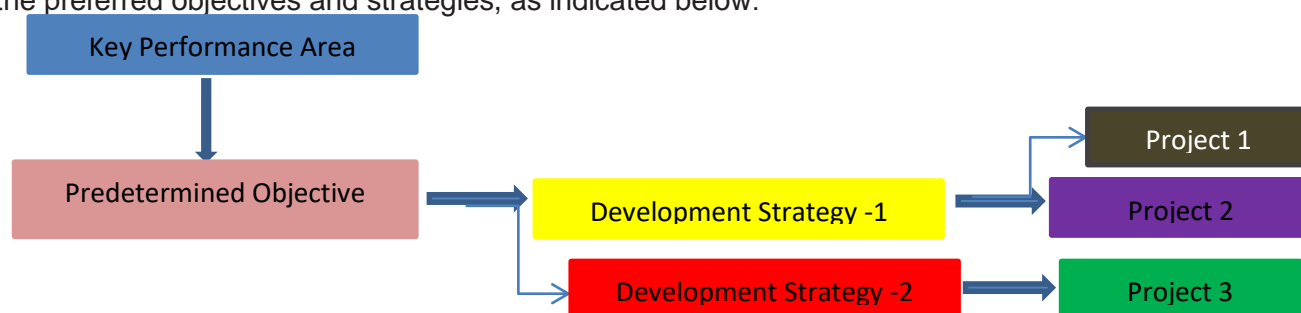 the preferred objectives and strategies, as indicated below:
Key Performance Area
Project 1
Predetermined Objective
Development Strategy -1
Project 2
Development Strategy -2
Project 3